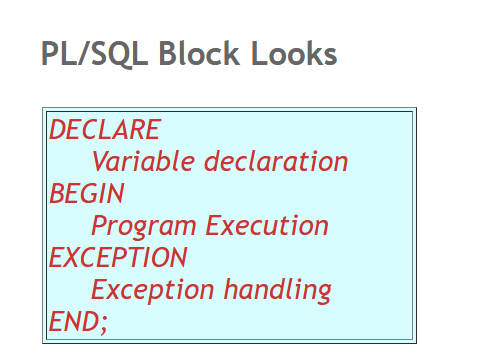 PL/SQL Block Looks
DECLARE
Variable declaration
BEGIN
Program Execution
EXCEPTION
Exception handling
END;